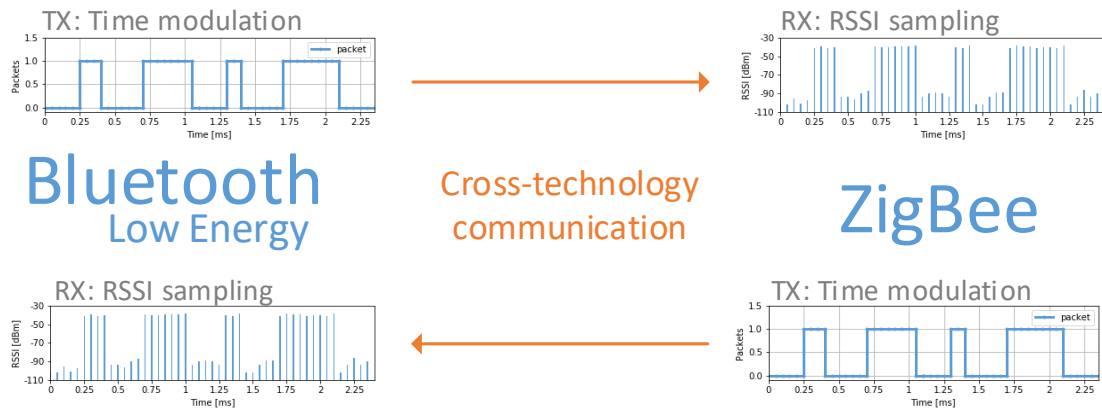 TX: Time modulation
1.5
1.0
0.5
0.0
Packets
packet
0 0.25 0.5 0.75 1 1.25 1.5 1.75 2 2.25
Time [ms]
RX: RSSI sampling
-30
-50
-70
-90
-110
RSSI [dBm]
0 0.25 0.5 0.75 1 1.25 1.5 1.75 2 2.25
Time [ms]
Bluetooth
Low Energy
Cross-technology
communication
ZigBee
RX: RSSI sampling
-30
-50
-70
-90
-110
RSSI [dBm]
0 0.25 0.5 0.75 1 1.25 1.5 1.75 2 2.25
Time [ms]
TX: Time modulation
1.5
1.0
0.5
0.0
Packets
packet
0 0.25 0.5 0.75 1 1.25 1.5 1.75 2 2.25
Time [ms]